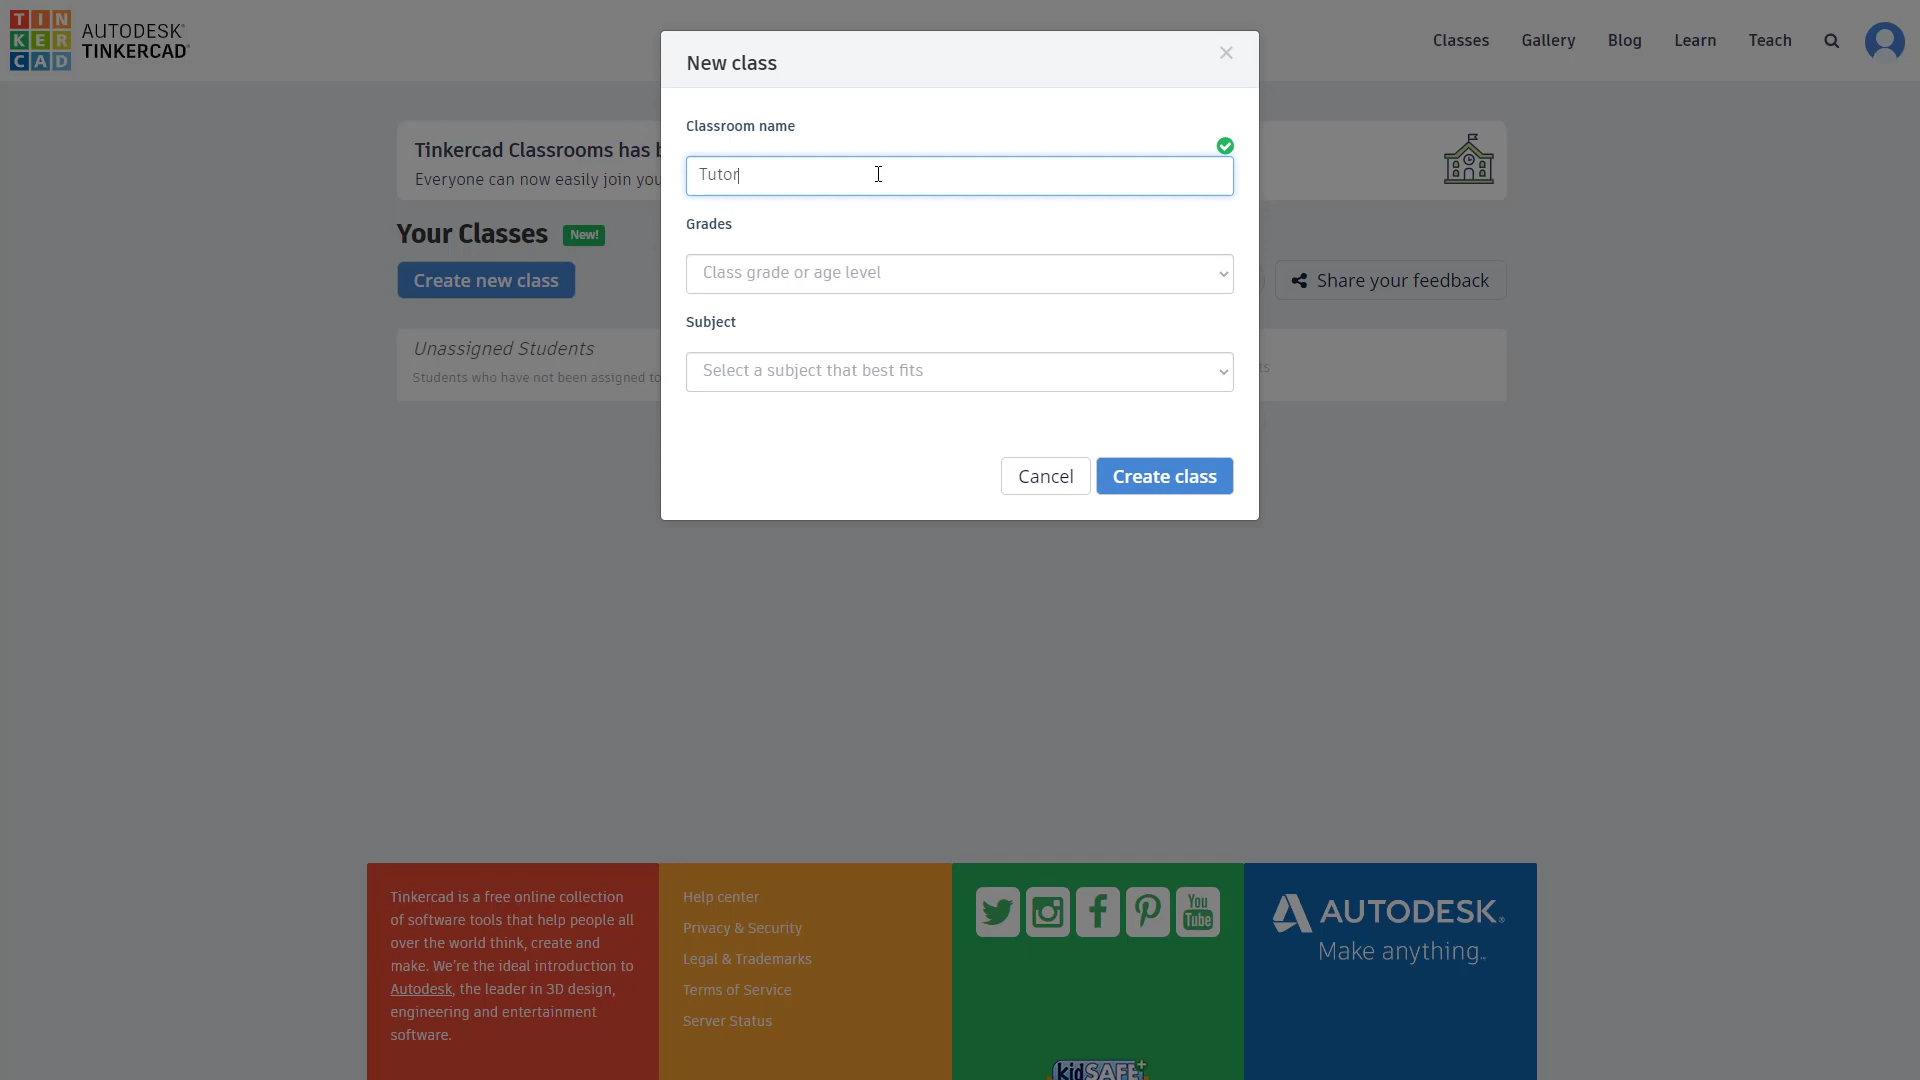 TINKERCAD
AUTODESK®
TINKERCAD®
Classes
Gallery
Blog
Learn
Teach
New class
×
Classroom name
Tutor
Grades
Class grade or age level
Subject
Select a subject that best fits
Cancel
Create class
Tinkercad Classrooms has
Everyone can now easily join you
Your Classes
New!
Create new class
Share your feedback
Unassigned Students
Students who have not been assigned to
Tinkercad is a free online collection
of software tools that help people all
over the world think, create and
make. We’re the ideal introduction to
Autodesk, the leader in 3D design,
engineering and entertainment
software.
Help center
Privacy & Security
Legal & Trademarks
Terms of Service
Server Status
You
Tube
kidSAFE+
AUTODESK®
Make anything™